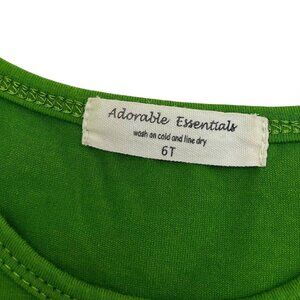 Adorable Essentials
wash on cold and line dry
6T